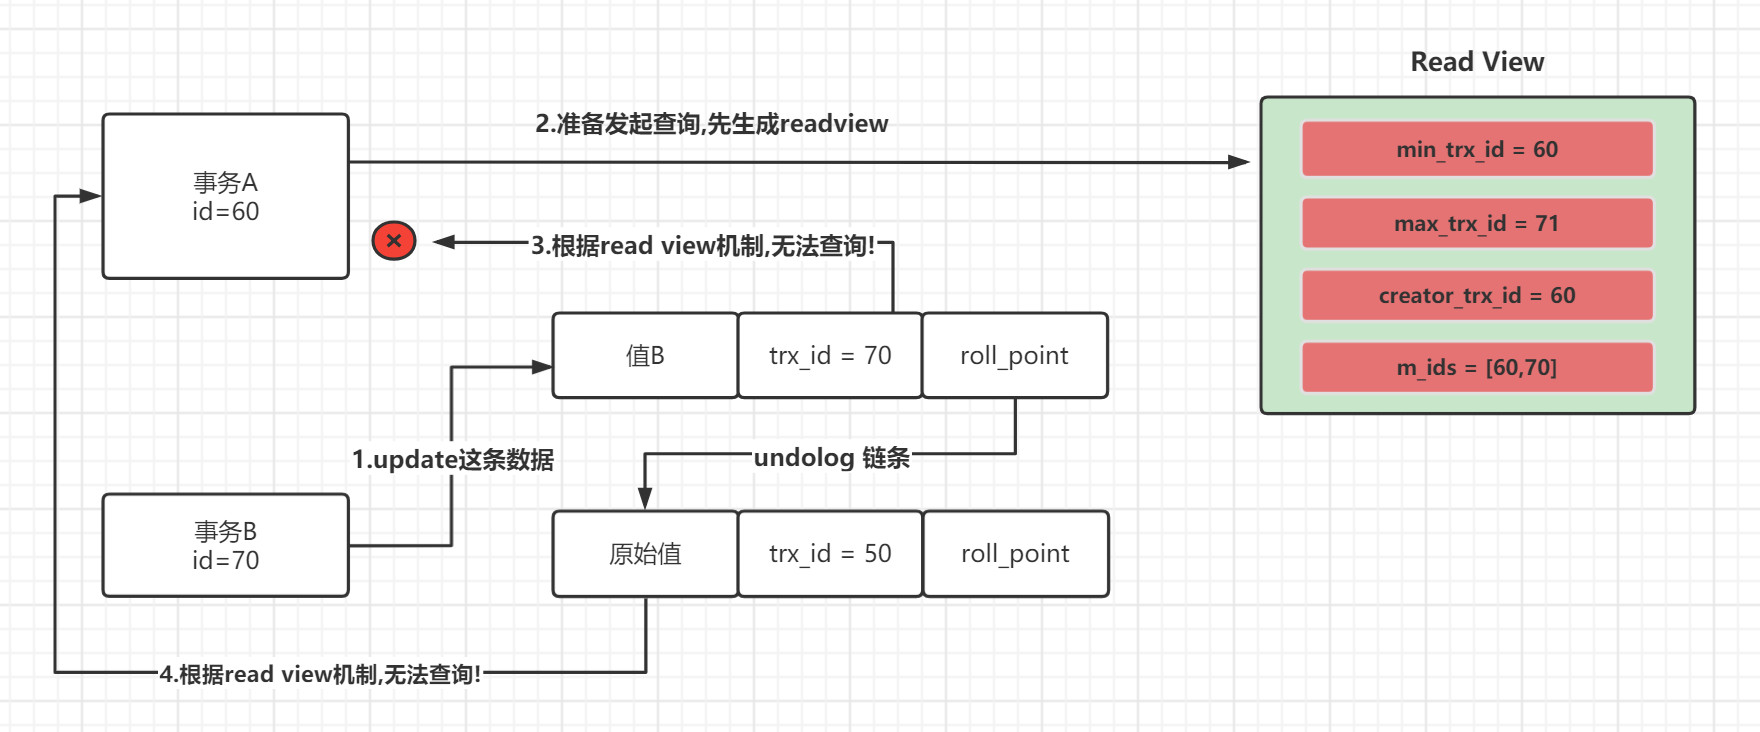 Read View
2.准备发起查询,先生成readview
min_trx_id = 60
事务A
id=60
max_trx_id = 71
3.根据read view机制,无法查询!
creator_trx_id = 60
值B
trx_id = 70
roll_point
m_ids = [60,70]
1.update这条数据
undolog 链条
事务B
id=70
原始值
trx_id = 50
roll_point
4.根据read view机制,无法查询!